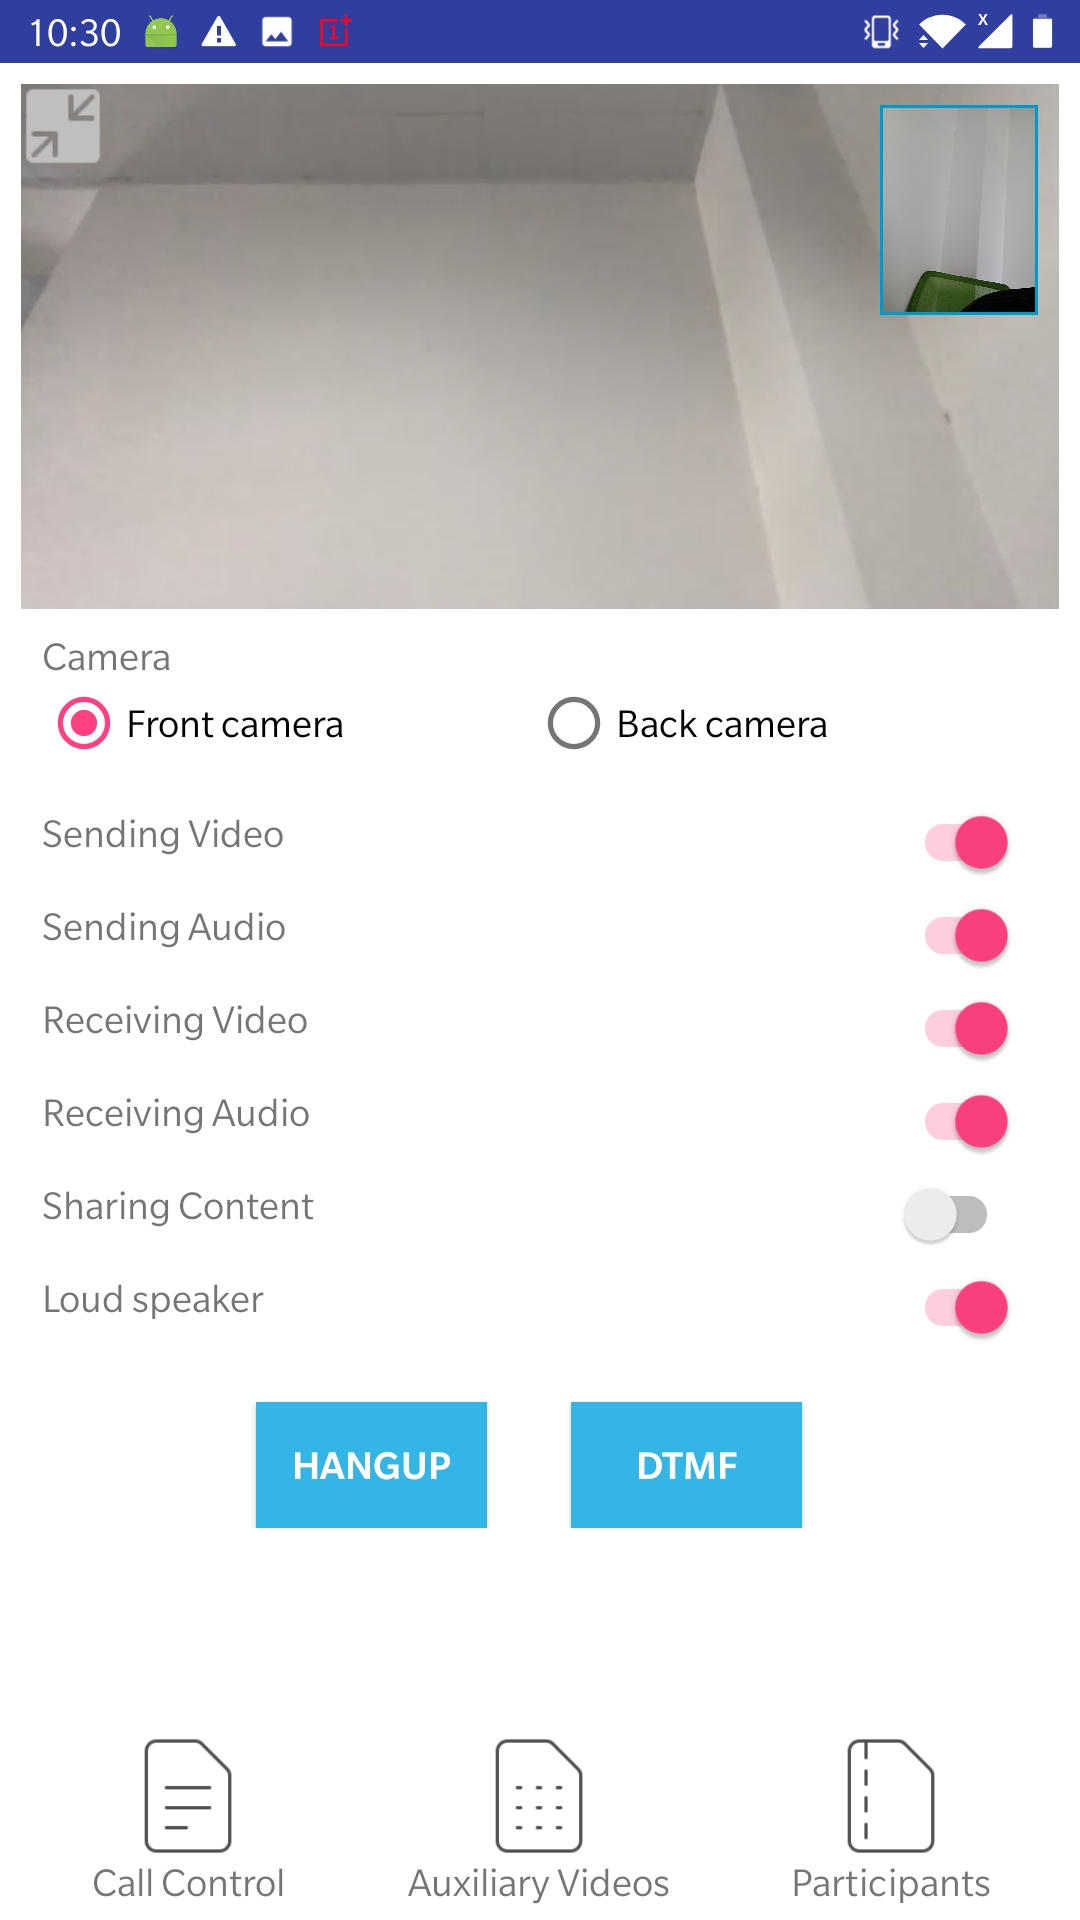 10:30
Camera
Front camera
Back camera
Sending Video
Sending Audio
Receiving Video
Receiving Audio
Sharing Content
Loud speaker
HANGUP
DTMF
Call Control
Auxiliary Videos
Participants